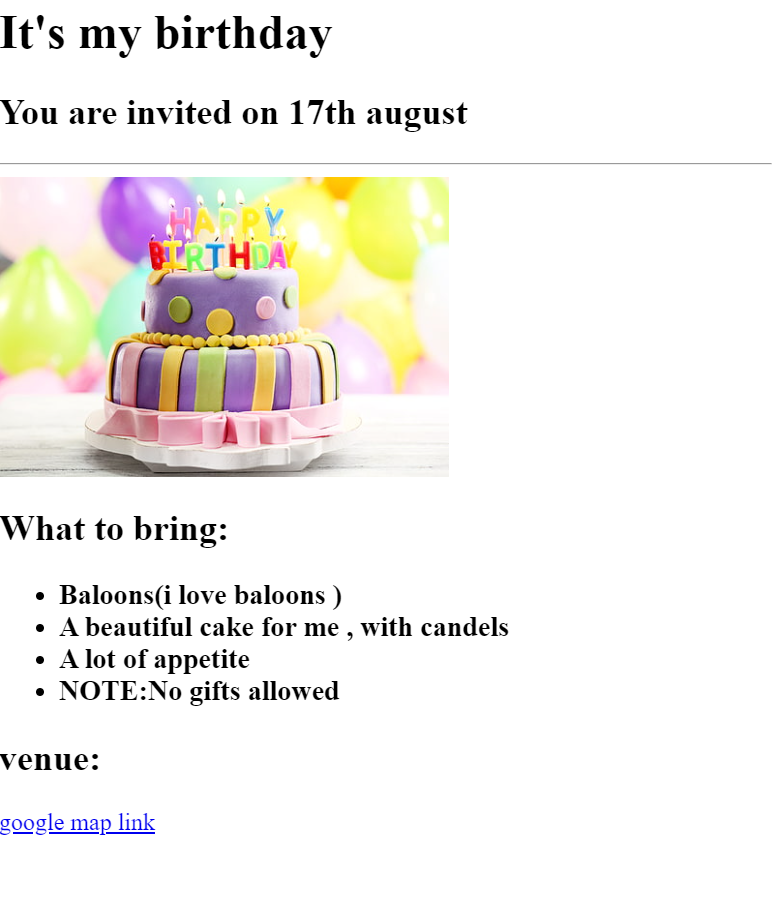 It's my birthday
You are invited on 17th august
HAPPY
BIRTHDAY
What to bring:
Baloons(i love baloons )
A beautiful cake for me , with candels
A lot of appetite
NOTE:No gifts allowed
venue:
google map link